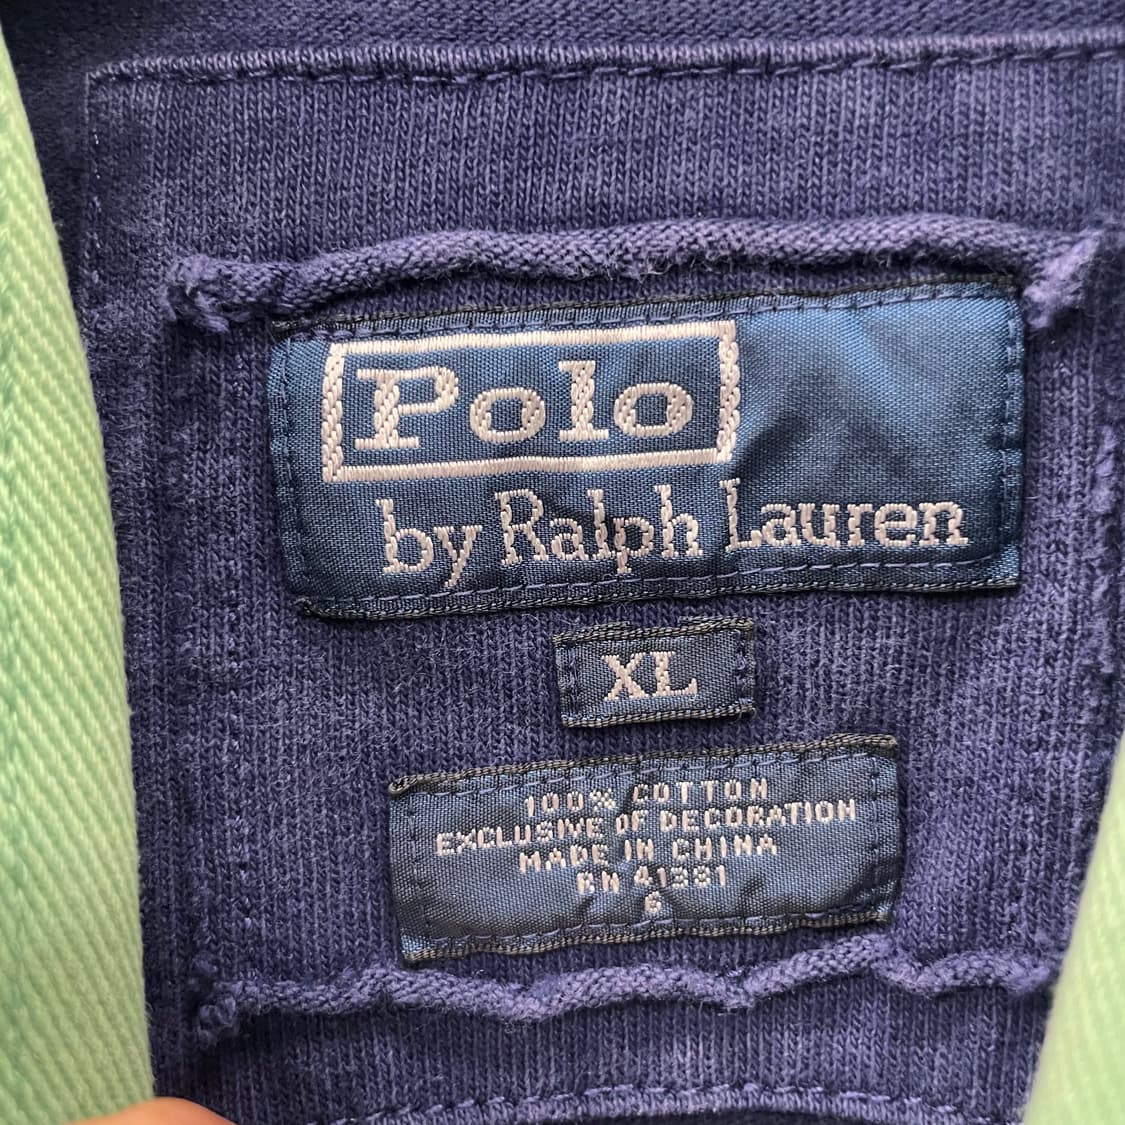 Polo
by Ralph Lauren
XL
100% COTTON
EXCLUSIVE OF DECORATION
MADE IN CHINA
RN 41381
6